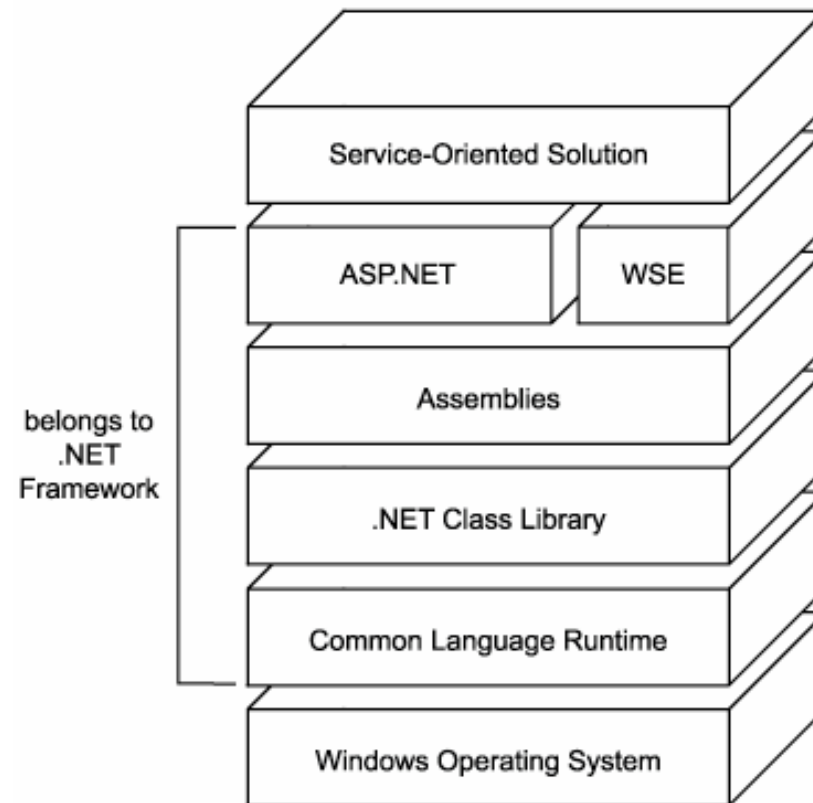 Service-Oriented Solution
ASP.NET
WSE
Assemblies
belongs to
.NET
Framework
.NET Class Library
Common Language Runtime
Windows Operating System